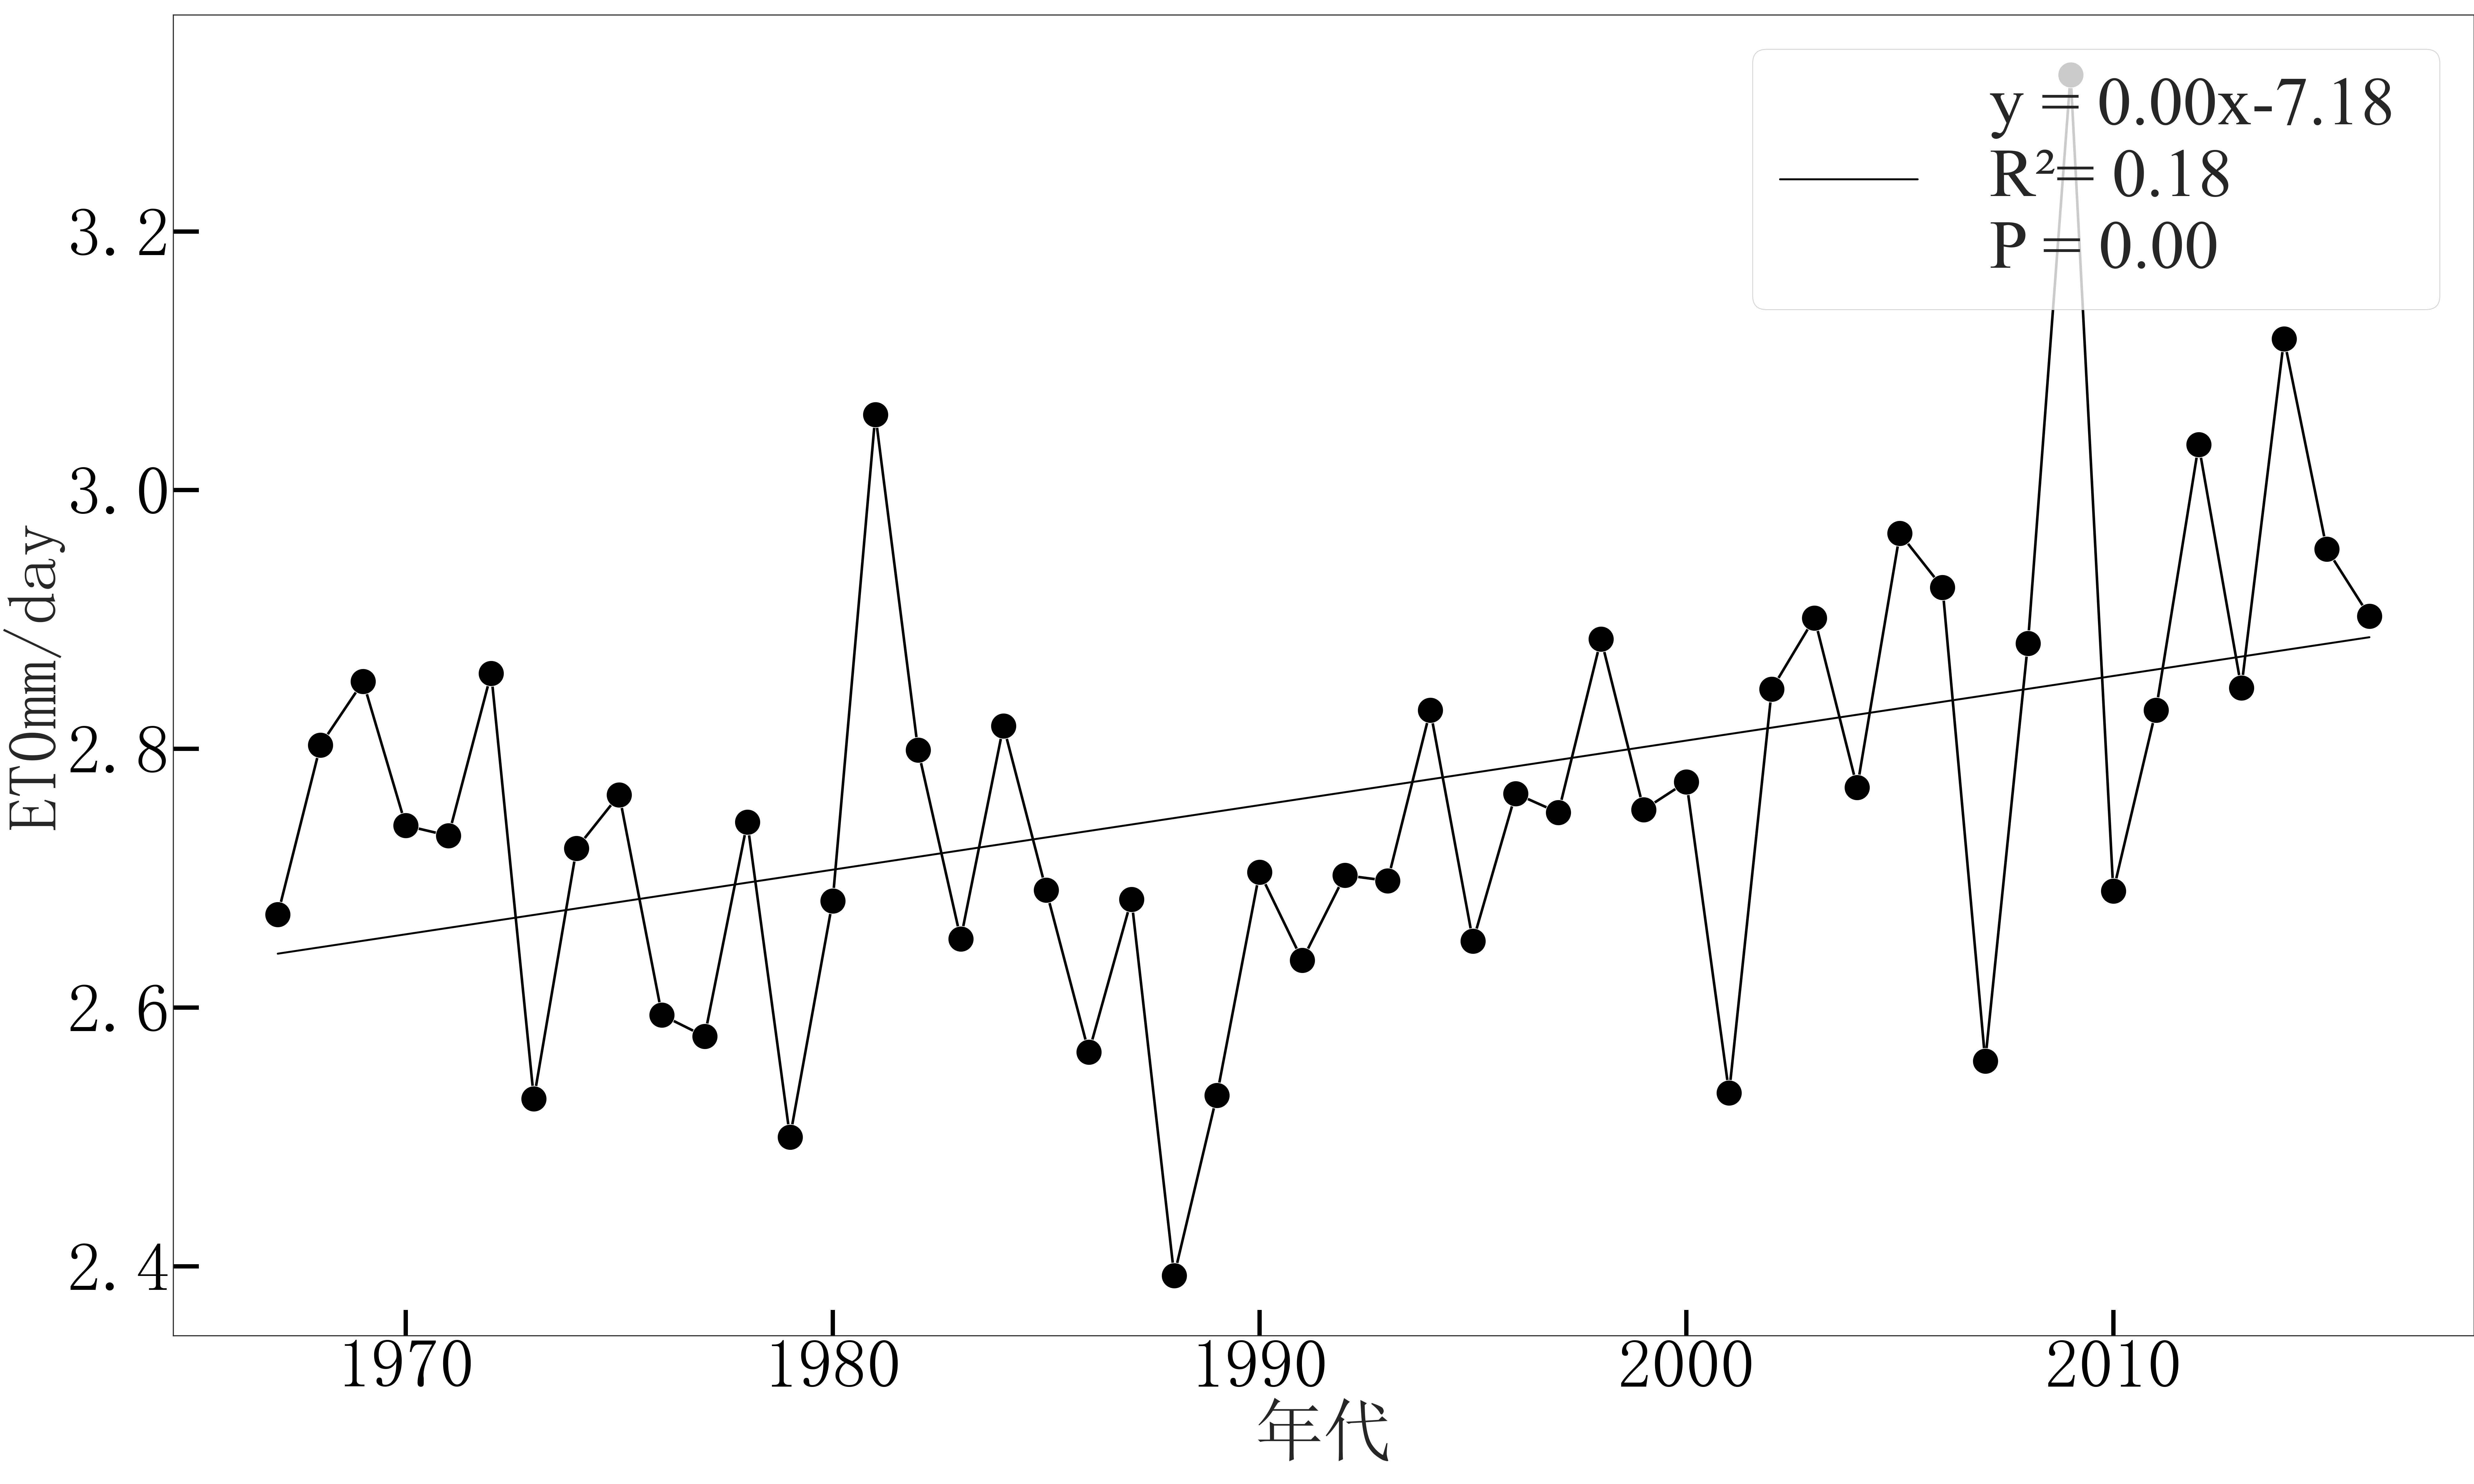 y = 0.00x-7.18
R²= 0.18
P = 0.00
3.2
3.0
2.8
2.6
2.4
ET0mm/day
1970 1980 1990 2000 2010
年代